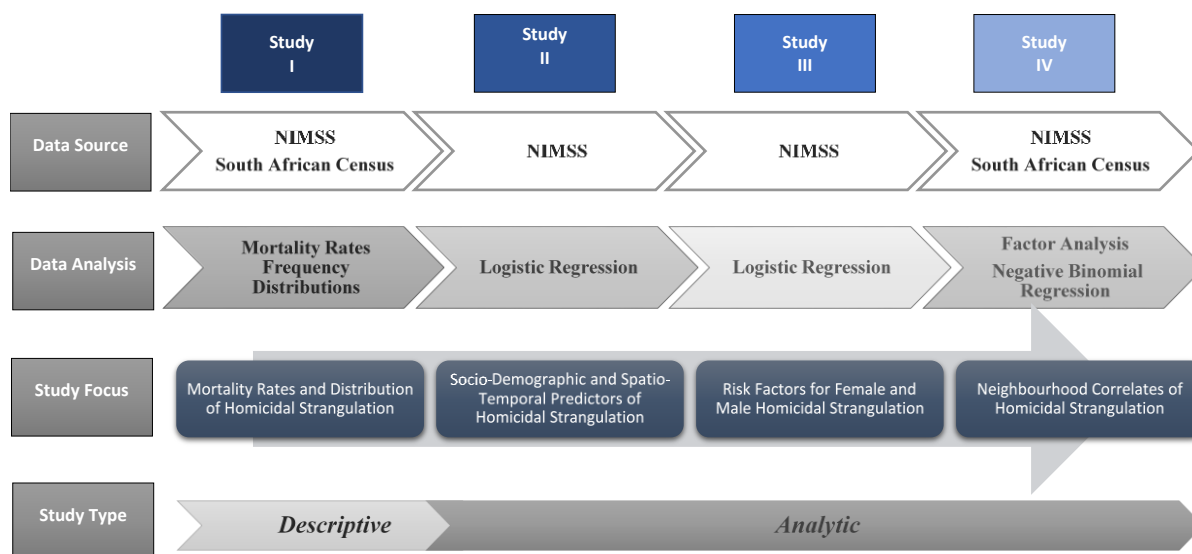 Study
I
Study
II
Study
III
Study
IV
Data Source
NIMSS
South African Census
NIMSS
NIMSS
NIMSS
South African Census
Data Analysis
Mortality Rates
Frequency
Distributions
Logistic Regression
Logistic Regression
Factor Analysis
Negative Binomial
Regression
Study Focus
Mortality Rates and Distribution
of Homicidal Strangulation
Socio-Demographic and Spatio-
Temporal Predictors of
Homicidal Strangulation
Risk Factors for Female and
Male Homicidal Strangulation
Neighbourhood Correlates of
Homicidal Strangulation
Study Type
Descriptive
Analytic